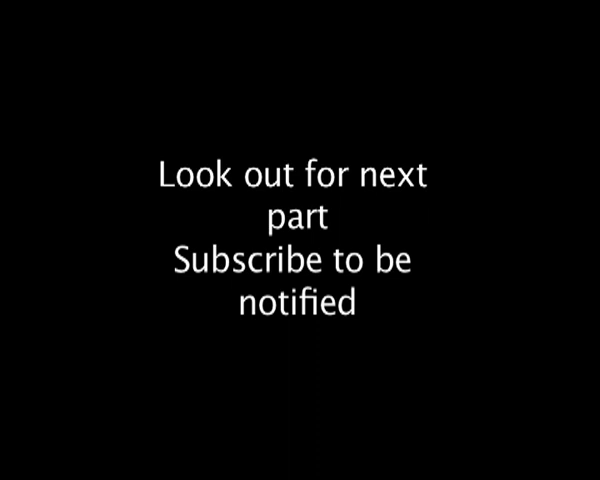 Look out for next
part
Subscribe to be
notified